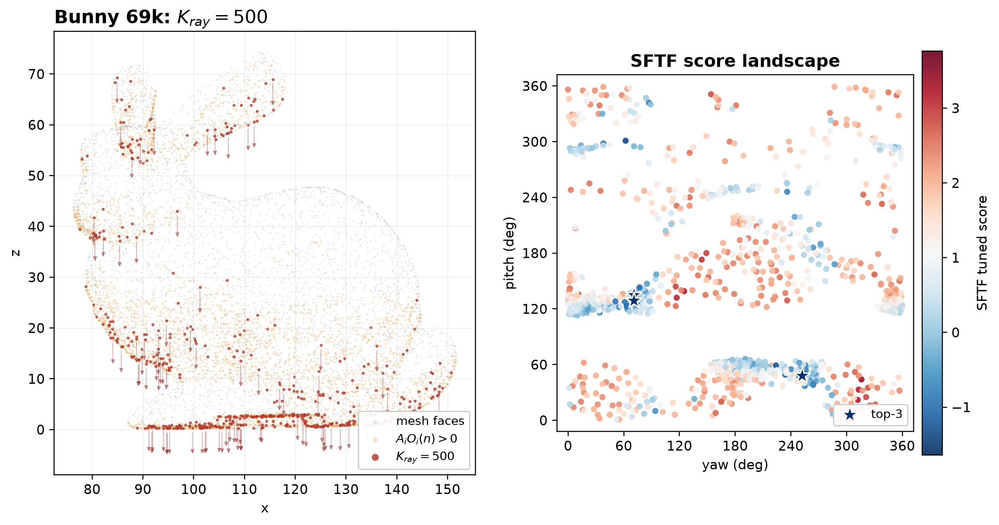 Bunny 69k: K_ray = 500
70
60
50
40
30
20
10
0
z
80 90 100 110 120 130 140 150
x
mesh faces
A_iO_i(n) > 0
K_ray = 500
SFTF score landscape
360
300
240
180
120
60
0
pitch (deg)
0 60 120 180 240 300 360
yaw (deg)
top-3
3
2
1
0
−1
SFTF tuned score